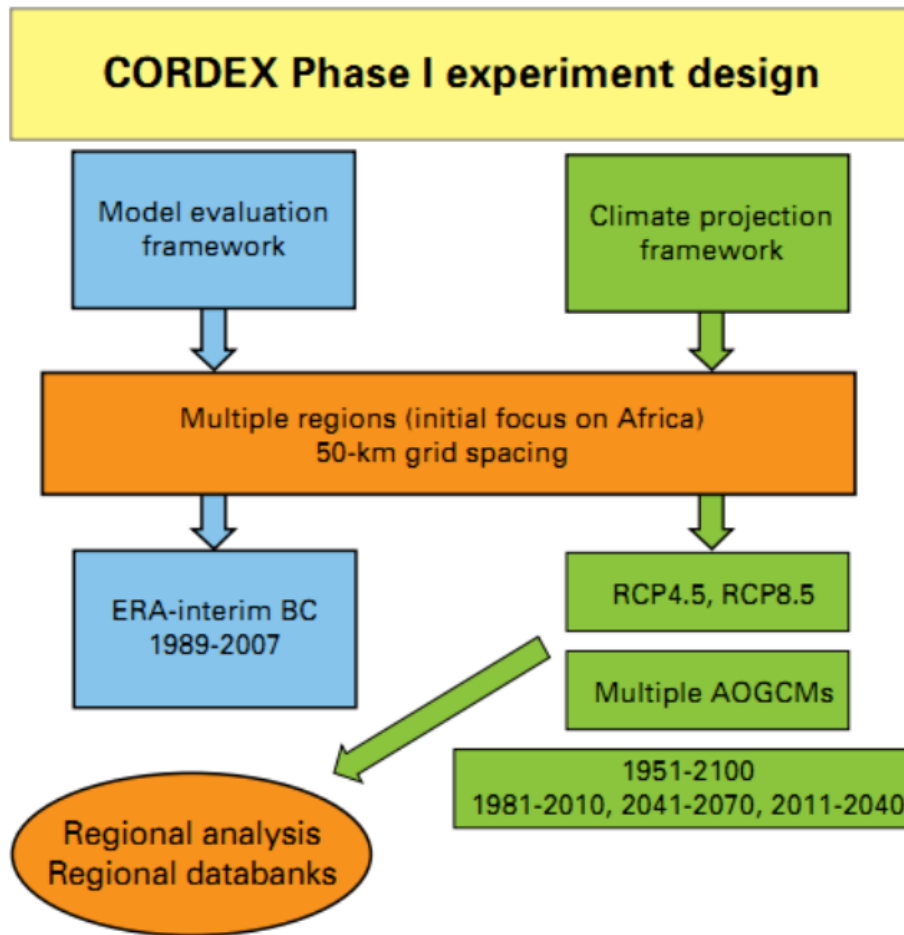 CORDEX Phase I experiment design
Model evaluation
framework
Climate projection
framework
Multiple regions (initial focus on Africa)
50-km grid spacing
ERA-interim BC
1989-2007
RCP4.5, RCP8.5
Multiple AOGCMs
1951-2100
1981-2010, 2041-2070, 2011-2040
Regional analysis
Regional databanks